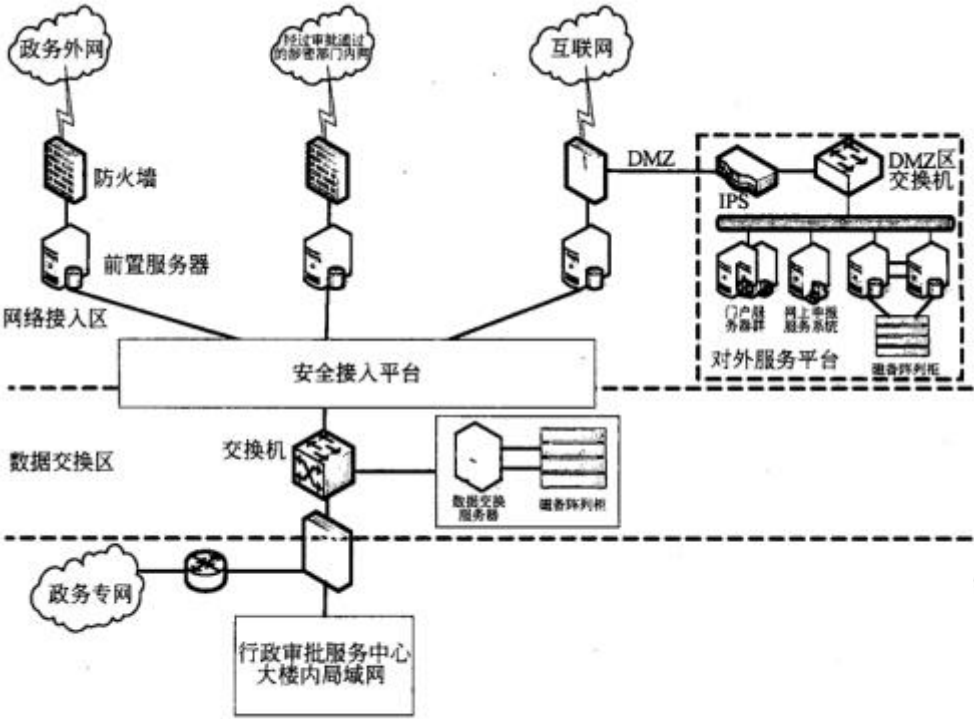 政务外网
经过审批通过
的涉密部门内网
互联网
防火墙
DMZ
IPS
DMZ区
交换机
前置服务器
网络接入区
门户服
务器群
网上申报
服务系统
磁备阵列柜
对外服务平台
安全接入平台
交换机
数据交换区
数据交换
服务器
磁备阵列柜
政务专网
行政审批服务中心
大楼内局域网